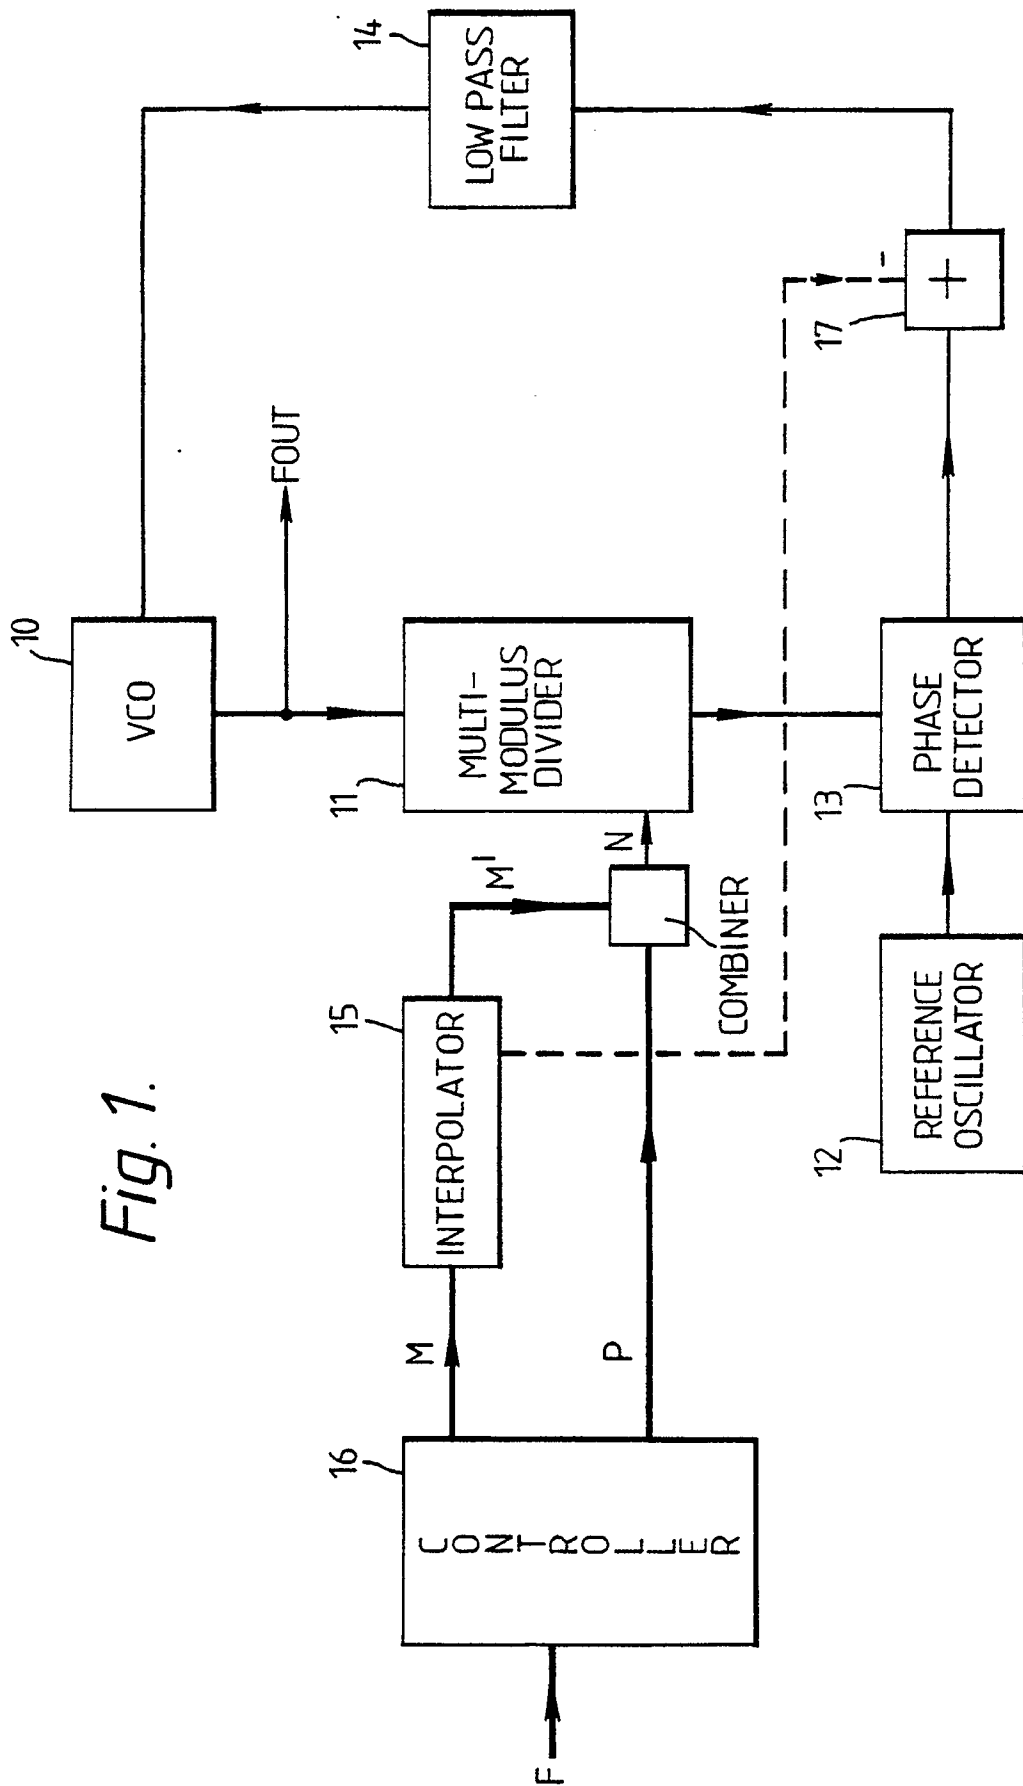 Fig. 1.
10
VCO
FOUT
14
LOW PASS
FILTER
11
MULTI-
MODULUS
DIVIDER
15
INTERPOLATOR
M
M'
N
COMBINER
16
CONTROLLER
F
P
17
+
-
13
PHASE
DETECTOR
12
REFERENCE
OSCILLATOR